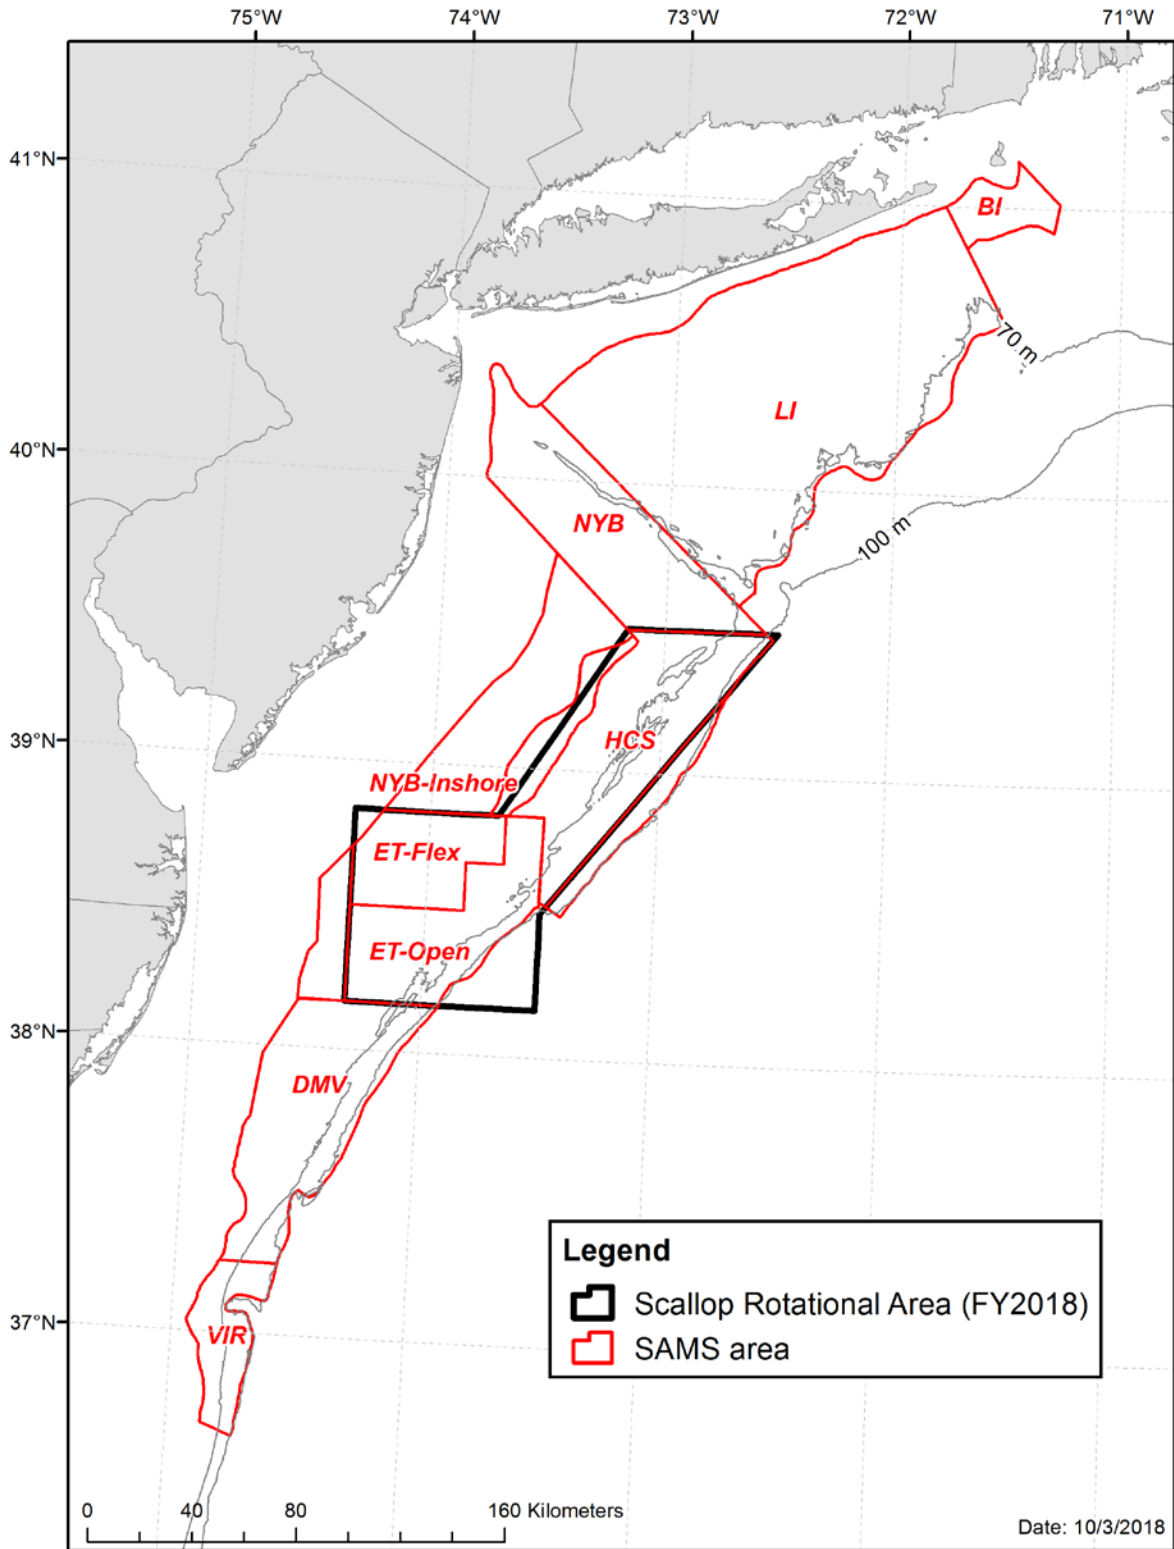 75°W 74°W 73°W 72°W 71°W
41°N
BI
70 m
LI
40°N
NYB
100 m
39°N
HCS
NYB-Inshore
ET-Flex
ET-Open
38°N
DMV
Legend
Scallop Rotational Area (FY2018)
SAMS area
37°N
VIR
0 40 80 160 Kilometers
Date: 10/3/2018